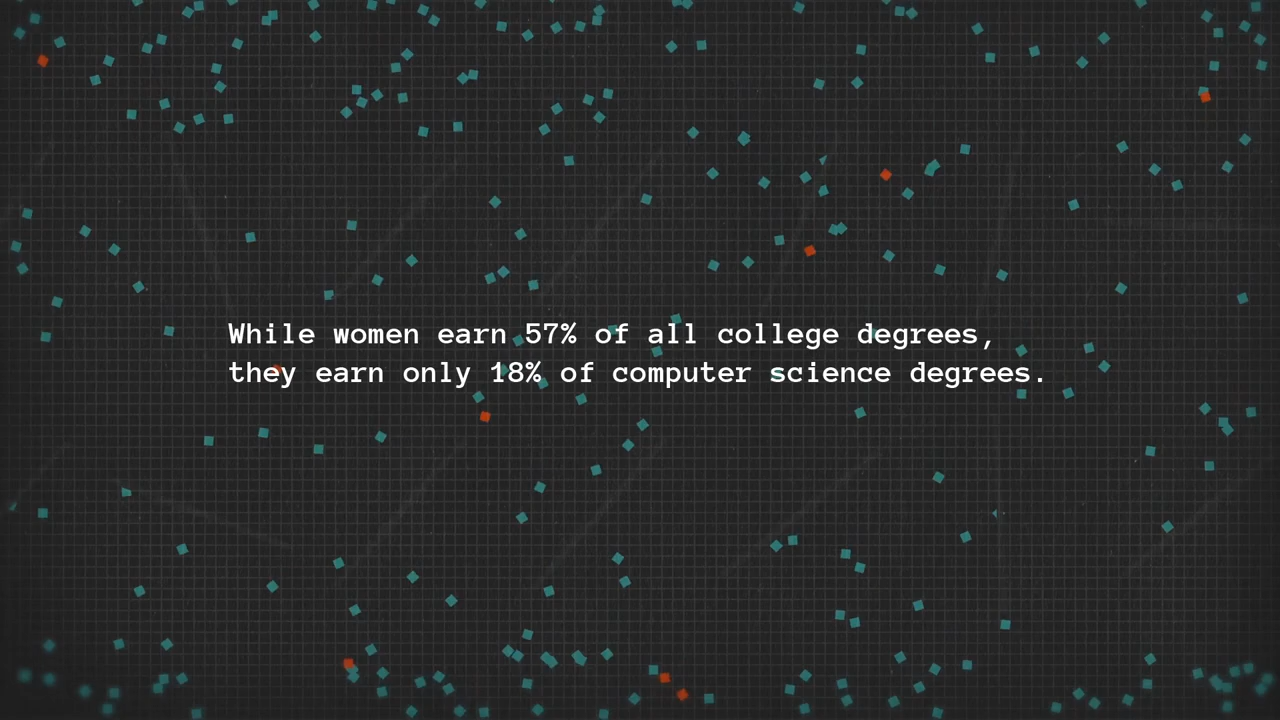 While women earn 57% of all college degrees,
they earn only 18% of computer science degrees.